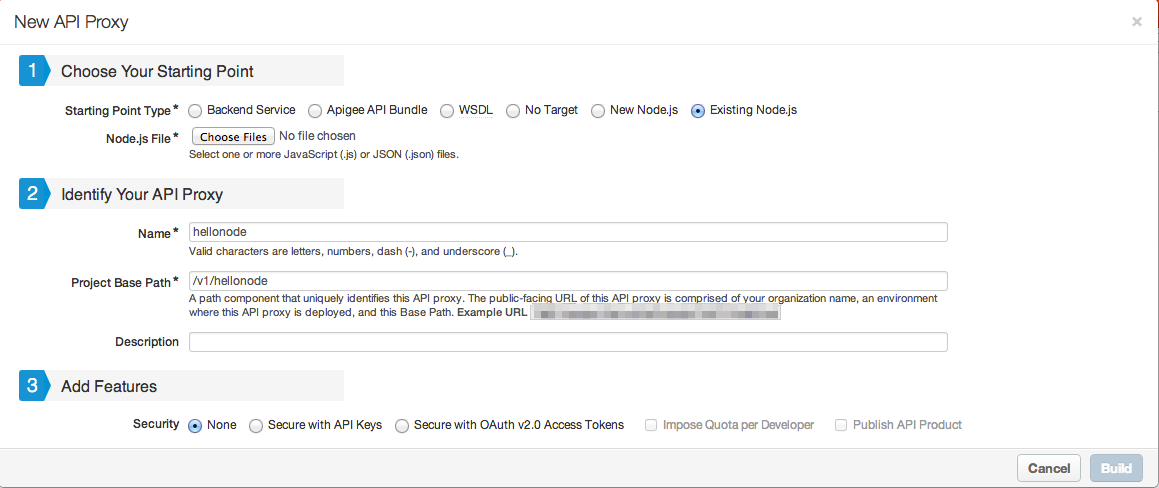 New API Proxy ×
1 Choose Your Starting Point
Starting Point Type * Backend Service Apigee API Bundle WSDL No Target New Node.js Existing Node.js
Node.js File * Choose Files No file chosen
Select one or more JavaScript (.js) or JSON (.json) files.
2 Identify Your API Proxy
Name * hellonode
Valid characters are letters, numbers, dash (-), and underscore (_).
Project Base Path * /v1/hellonode
A path component that uniquely identifies this API proxy. The public-facing URL of this API proxy is comprised of your organization name, an environment
where this API proxy is deployed, and this Base Path. Example URL
Description
3 Add Features
Security None Secure with API Keys Secure with OAuth v2.0 Access Tokens Impose Quota per Developer Publish API Product
Cancel Build